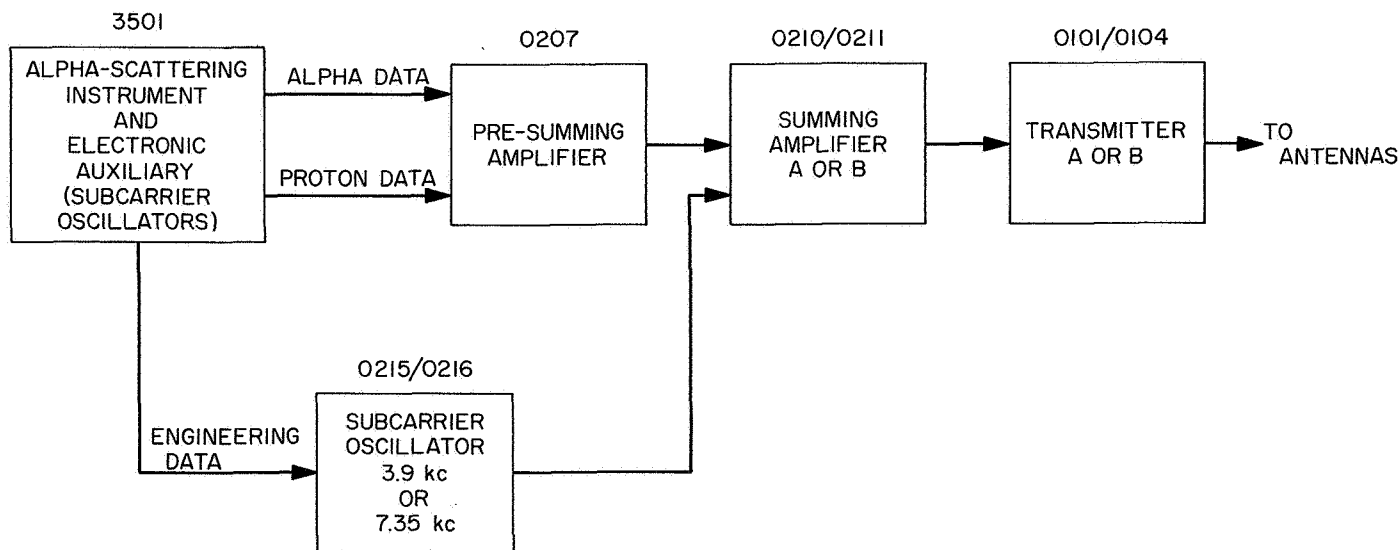 3501
ALPHA-SCATTERING
INSTRUMENT
AND
ELECTRONIC
AUXILIARY
(SUBCARRIER
OSCILLATORS)
ALPHA DATA
PROTON DATA
0207
PRE-SUMMING
AMPLIFIER
0210/0211
SUMMING
AMPLIFIER
A OR B
0101/0104
TRANSMITTER
A OR B
TO
ANTENNAS
ENGINEERING
DATA
0215/0216
SUBCARRIER
OSCILLATOR
3.9 kc
OR
7.35 kc